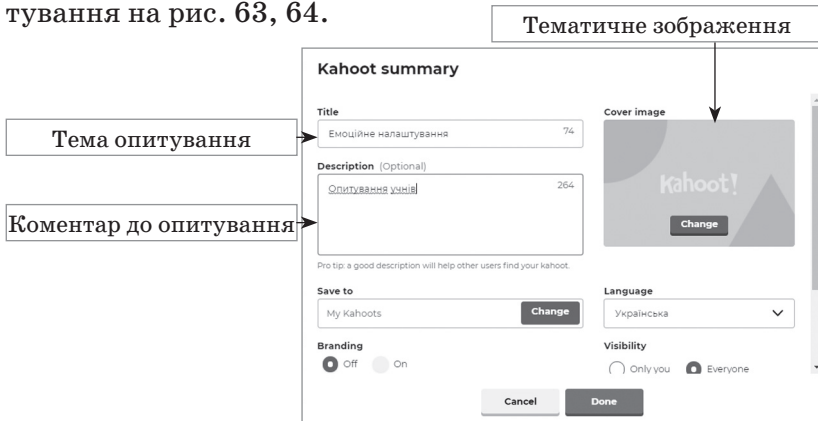 тування на рис. 63, 64.
Тематичне зображення
Kahoot summary
Title
Емоційне налаштування 74
Cover image
Тема опитування
Description (Optional)
Опитування учнів 264
Kahoot!
Change
Коментар до опитування
Pro tip: a good description will help other users find your kahoot.
Save to
My Kahoots Change
Language
Українська
Branding
Off On
Visibility
Only you Everyone
Cancel Done